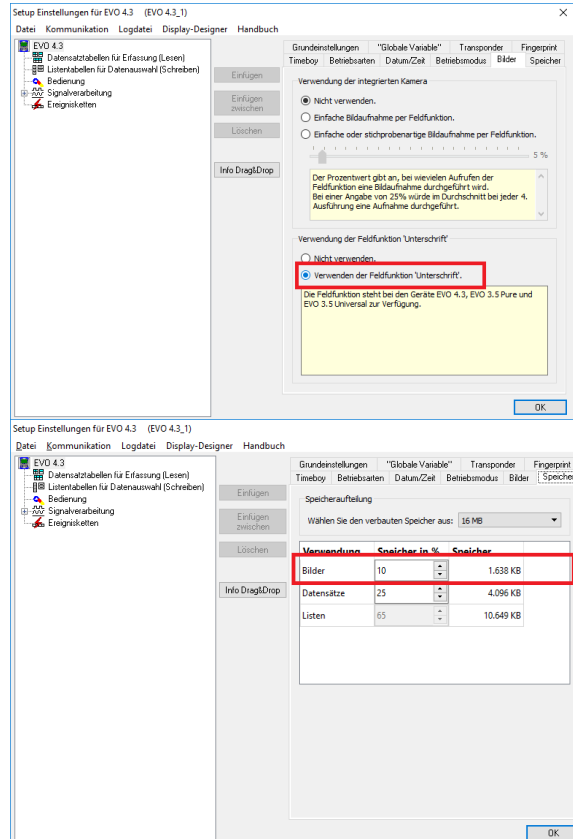 Setup Einstellungen für EVO 4.3 (EVO 4.3_1)
Datei Kommunikation Logdatei Display-Designer Handbuch
EVO 4.3
Datensatztabellen für Erfassung (Lesen)
Listentabellen für Datenauswahl (Schreiben)
Bedienung
Signalverarbeitung
Ereignisketten
Einfügen
Einfügen
zwischen
Löschen
Info Drag&Drop
Grundeinstellungen "Globale Variable" Transponder Fingerprint
Timeboy Betriebsarten Datum/Zeit Betriebsmodus Bilder Speicher
Verwendung der integrierten Kamera
Nicht verwenden.
Einfache Bildaufnahme per Feldfunktion.
Einfache oder stichprobenartige Bildaufnahme per Feldfunktion.
5 %
Der Prozentwert gibt an, bei wievielen Aufrufen der
Feldfunktion eine Bildaufnahme durchgeführt wird.
Bei einer Angabe von 25% würde im Durchschnitt bei jeder 4.
Ausführung eine Aufnahme durchgeführt.
Verwendung der Feldfunktion 'Unterschrift'
Nicht verwenden.
Verwenden der Feldfunktion 'Unterschrift'.
Die Feldfunktion steht bei den Geräte EVO 4.3, EVO 3.5 Pure und
EVO 3.5 Universal zur Verfügung.
OK
Setup Einstellungen für EVO 4.3 (EVO 4.3_1)
Datei Kommunikation Logdatei Display-Designer Handbuch
EVO 4.3
Datensatztabellen für Erfassung (Lesen)
Listentabellen für Datenauswahl (Schreiben)
Bedienung
Signalverarbeitung
Ereignisketten
Einfügen
Einfügen
zwischen
Löschen
Info Drag&Drop
Grundeinstellungen "Globale Variable" Transponder Fingerprint
Timeboy Betriebsarten Datum/Zeit Betriebsmodus Bilder Speicher
Speicheraufteilung
Wählen Sie den verbauten Speicher aus: 16 MB
Verwendung Speicher in % Speicher
Bilder 10 1.638 KB
Datensätze 25 4.096 KB
Listen 65 10.649 KB
OK